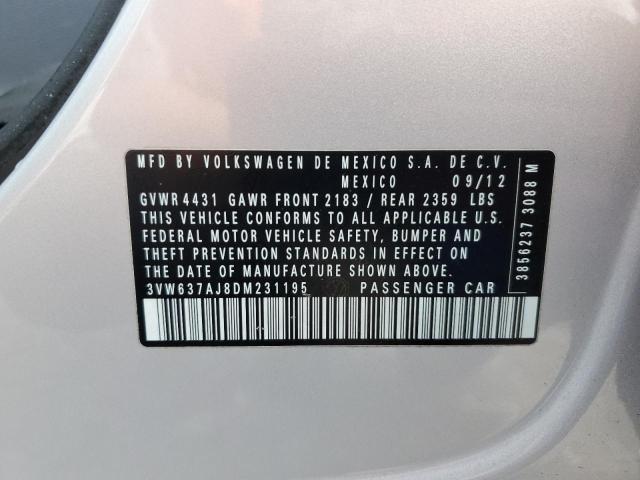 MFD BY VOLKSWAGEN DE MEXICO S.A. DE C.V.
MEXICO 09/12
GVWR 4431 GAWR FRONT 2183 / REAR 2359 LBS
THIS VEHICLE CONFORMS TO ALL APPLICABLE U.S.
FEDERAL MOTOR VEHICLE SAFETY, BUMPER AND
THEFT PREVENTION STANDARDS IN EFFECT ON THE
DATE OF MANUFACTURE SHOWN ABOVE.
3VW637AJ8DM231195 PASSENGER CAR
3856237 3088 M